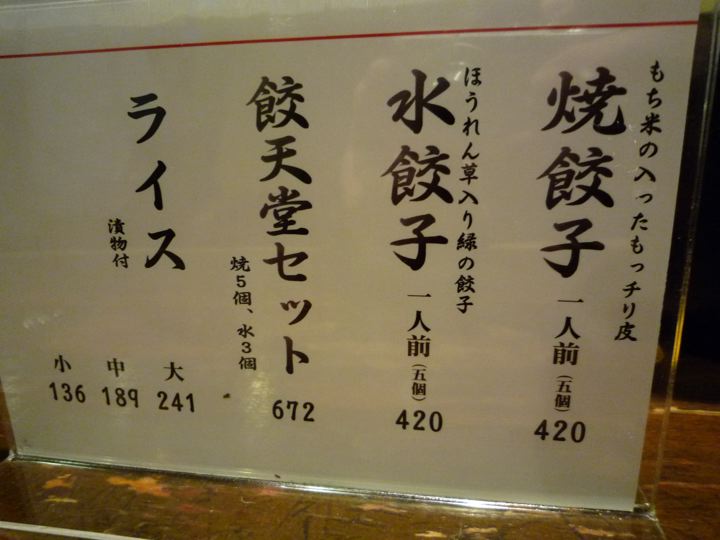 もち米の入ったもっチり皮
焼餃子 一人前(五個) 420
ほうれん草入り緑の餃子
水餃子 一人前(五個) 420
餃天堂セット 672
焼5個、水3個
ライス
漬物付
大 241
中 189
小 136